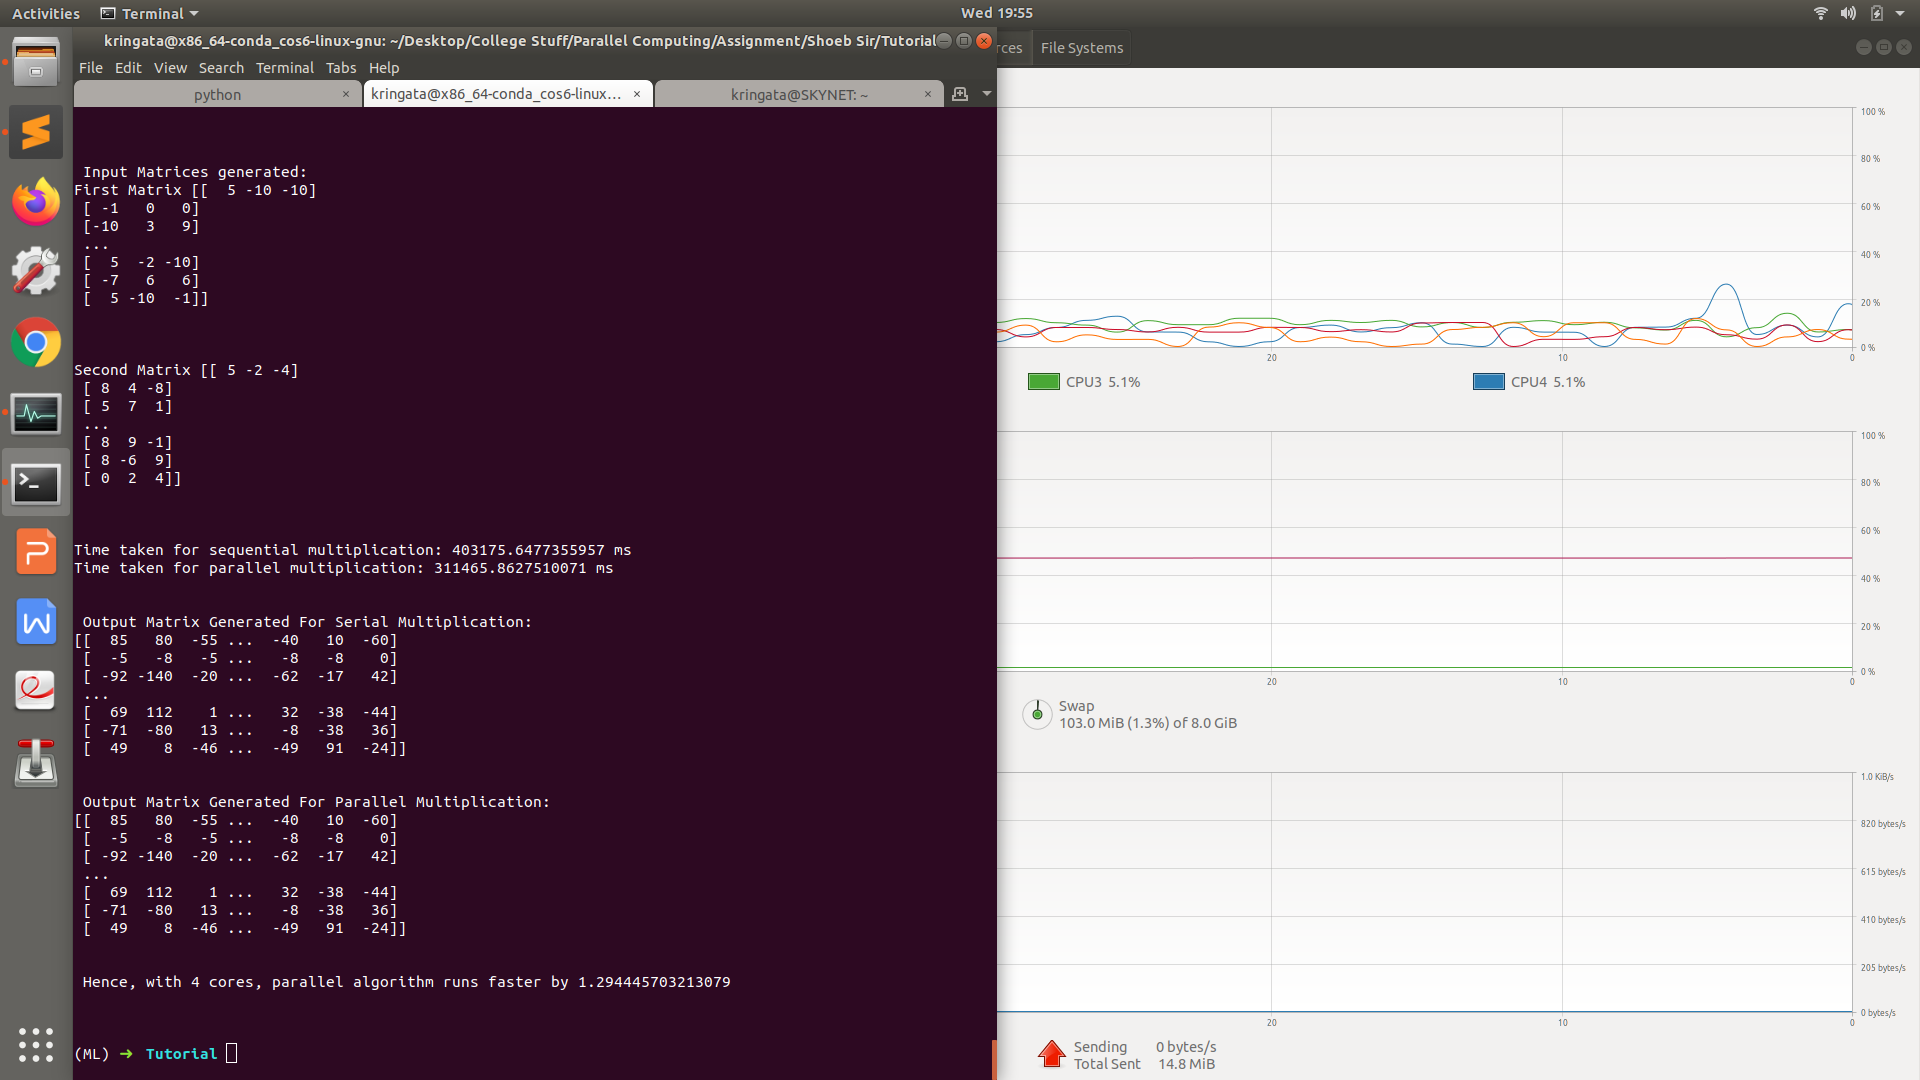 Activities
Terminal
Wed 19:55
kringata@x86_64-conda_cos6-linux-gnu: ~/Desktop/College Stuff/Parallel Computing/Assignment/Shoeb Sir/Tutorial
File Edit View Search Terminal Tabs Help
python
kringata@x86_64-conda_cos6-linux...
kringata@SKYNET: ~
Input Matrices generated:
First Matrix [[  5 -10 -10]
[ -1   0   0]
[-10   3   9]
...
[  5  -2 -10]
[ -7   6   6]
[  5 -10  -1]]
Second Matrix [[ 5 -2 -4]
[ 8  4 -8]
[ 5  7  1]
...
[ 8  9 -1]
[ 8 -6  9]
[ 0  2  4]]
Time taken for sequential multiplication: 403175.6477355957 ms
Time taken for parallel multiplication: 311465.8627510071 ms
Output Matrix Generated For Serial Multiplication:
[[  85   80  -55 ...  -40   10  -60]
[  -5   -8   -5 ...   -8   -8    0]
[ -92 -140  -20 ...  -62  -17   42]
...
[  69  112    1 ...   32  -38  -44]
[ -71  -80   13 ...   -8  -38   36]
[  49    8  -46 ...  -49   91  -24]]
Output Matrix Generated For Parallel Multiplication:
[[  85   80  -55 ...  -40   10  -60]
[  -5   -8   -5 ...   -8   -8    0]
[ -92 -140  -20 ...  -62  -17   42]
...
[  69  112    1 ...   32  -38  -44]
[ -71  -80   13 ...   -8  -38   36]
[  49    8  -46 ...  -49   91  -24]]
Hence, with 4 cores, parallel algorithm runs faster by 1.294445703213079
(ML) ➜ Tutorial
rces
File Systems
100 %
80 %
60 %
40 %
20 %
0 %
20 10 0
CPU3 5.1%
CPU4 5.1%
100 %
80 %
60 %
40 %
20 %
0 %
20 10 0
Swap
103.0 MiB (1.3%) of 8.0 GiB
1.0 KiB/s
820 bytes/s
615 bytes/s
410 bytes/s
205 bytes/s
0 bytes/s
20 10 0
Sending 0 bytes/s
Total Sent 14.8 MiB